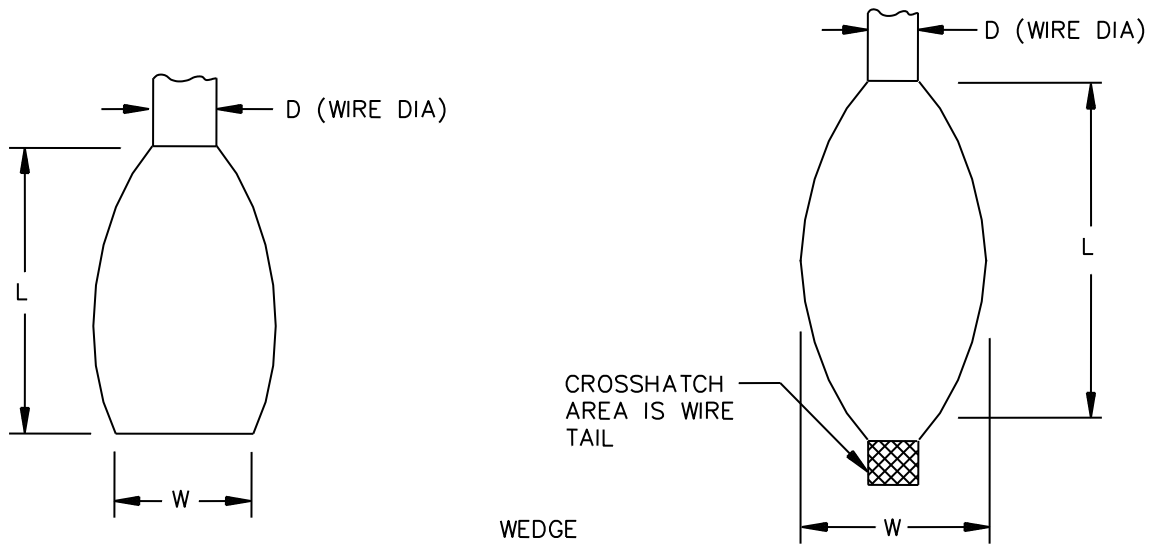 D (WIRE DIA)
L
W
D (WIRE DIA)
L
CROSSHATCH
AREA IS WIRE
TAIL
W
WEDGE